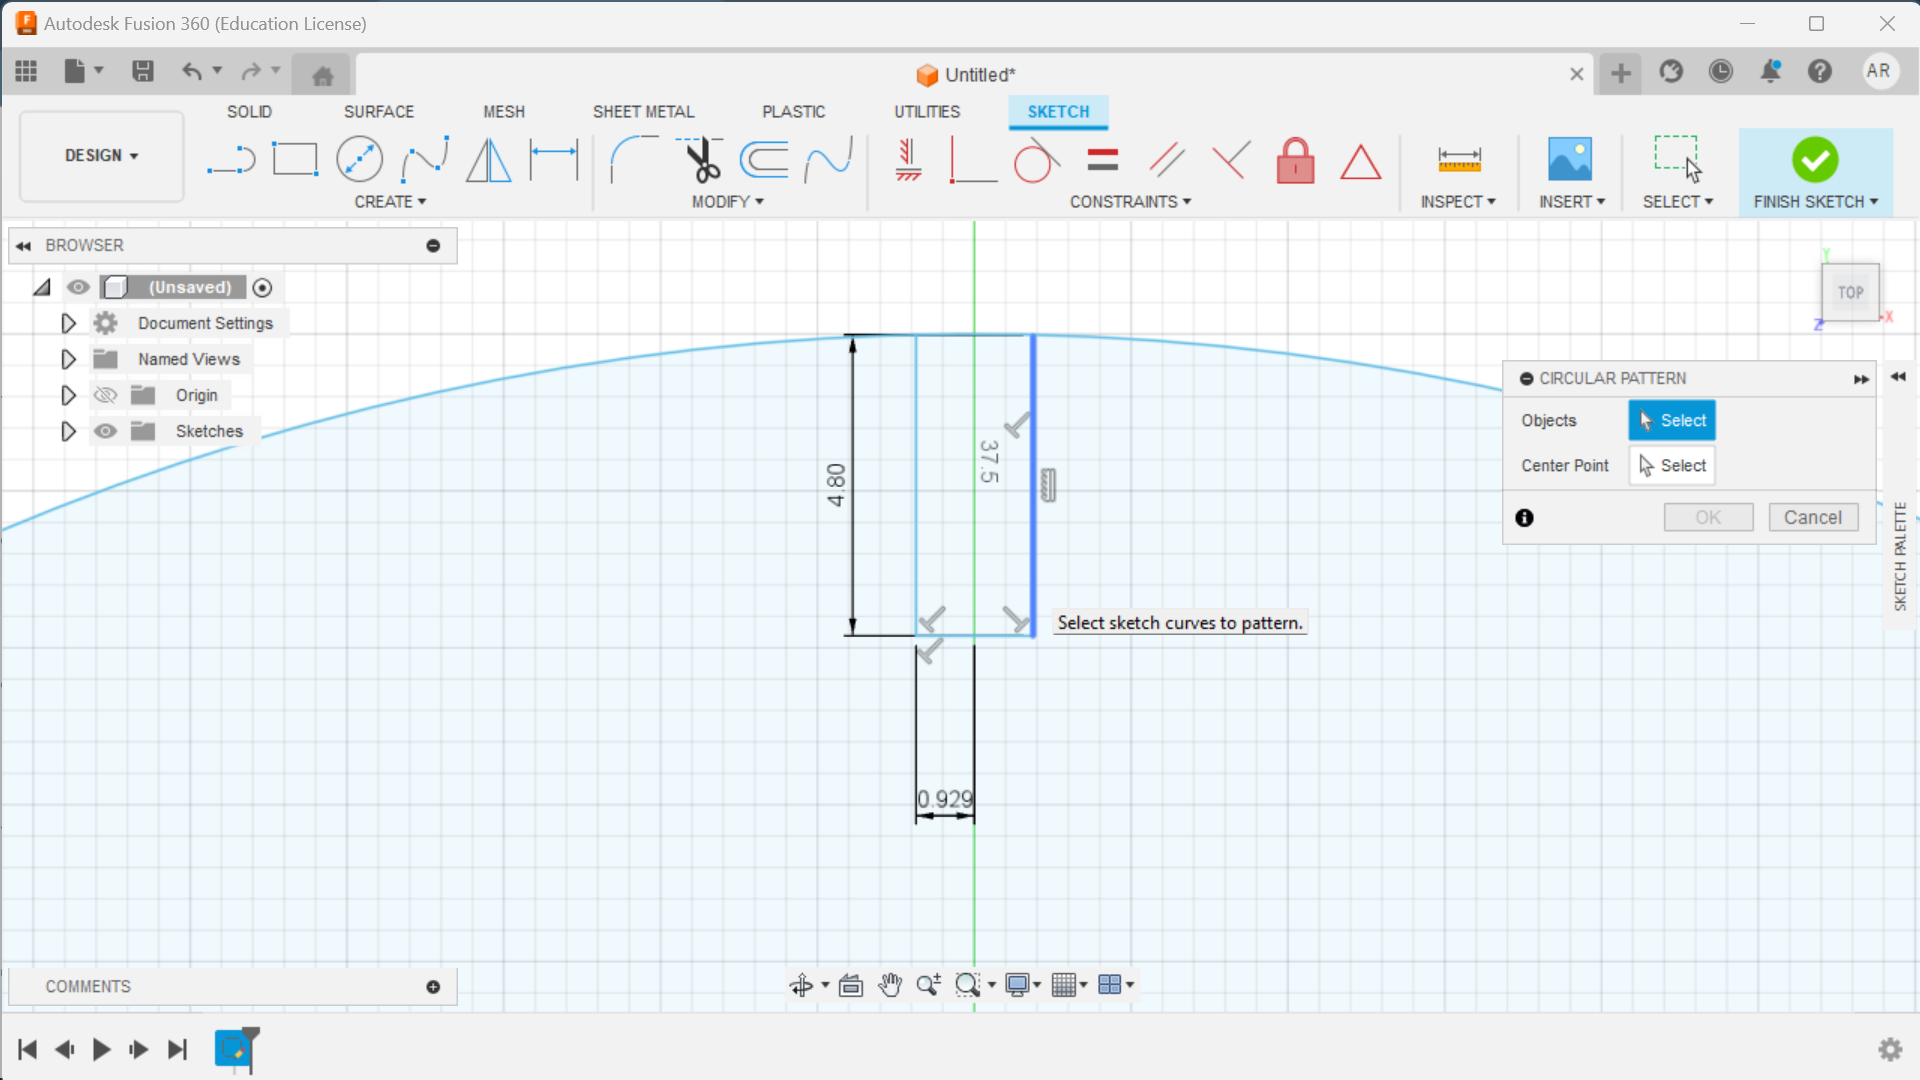 Autodesk Fusion 360 (Education License)
Untitled*
AR
SOLID SURFACE MESH SHEET METAL PLASTIC UTILITIES SKETCH
DESIGN
CREATE MODIFY CONSTRAINTS INSPECT INSERT SELECT FINISH SKETCH
BROWSER
(Unsaved)
Document Settings
Named Views
Origin
Sketches
Y
TOP
Z
X
CIRCULAR PATTERN
Objects Select
Center Point Select
OK Cancel
SKETCH PALETTE
4.80
37.5
Select sketch curves to pattern.
0.929
COMMENTS